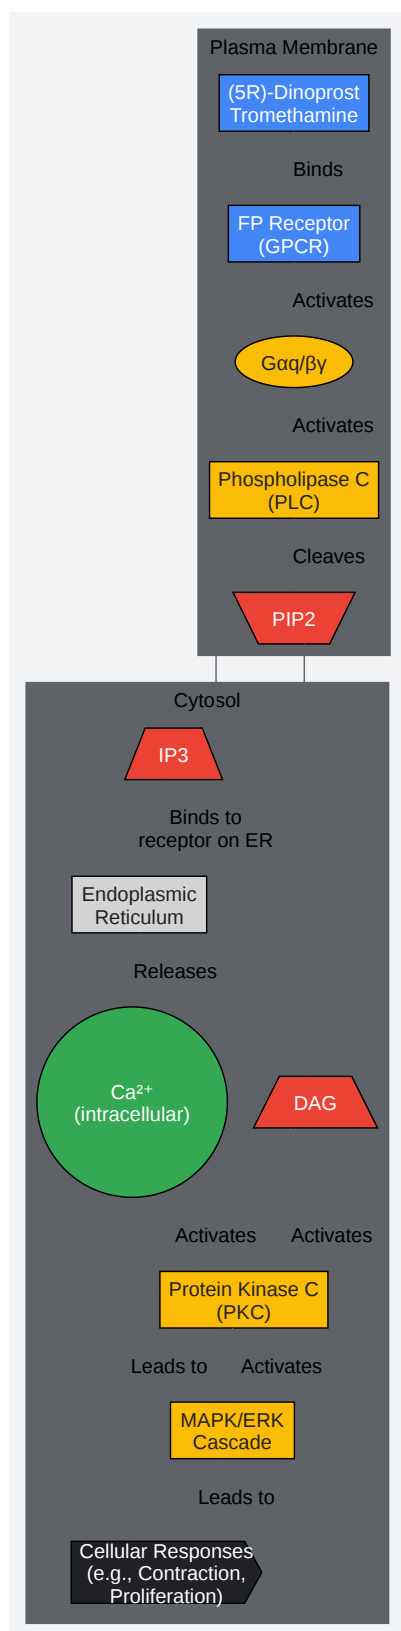 Plasma Membrane
(5R)-Dinoprost
Tromethamine
Binds
FP Receptor
(GPCR)
Activates
Gαq/βγ
Activates
Phospholipase C
(PLC)
Cleaves
PIP2
Cytosol
IP3
Binds to
receptor on ER
Endoplasmic
Reticulum
Releases
Ca²⁺
(intracellular)
DAG
Activates
Activates
Protein Kinase C
(PKC)
Leads to
Activates
MAPK/ERK
Cascade
Leads to
Cellular Responses
(e.g., Contraction,
Proliferation)